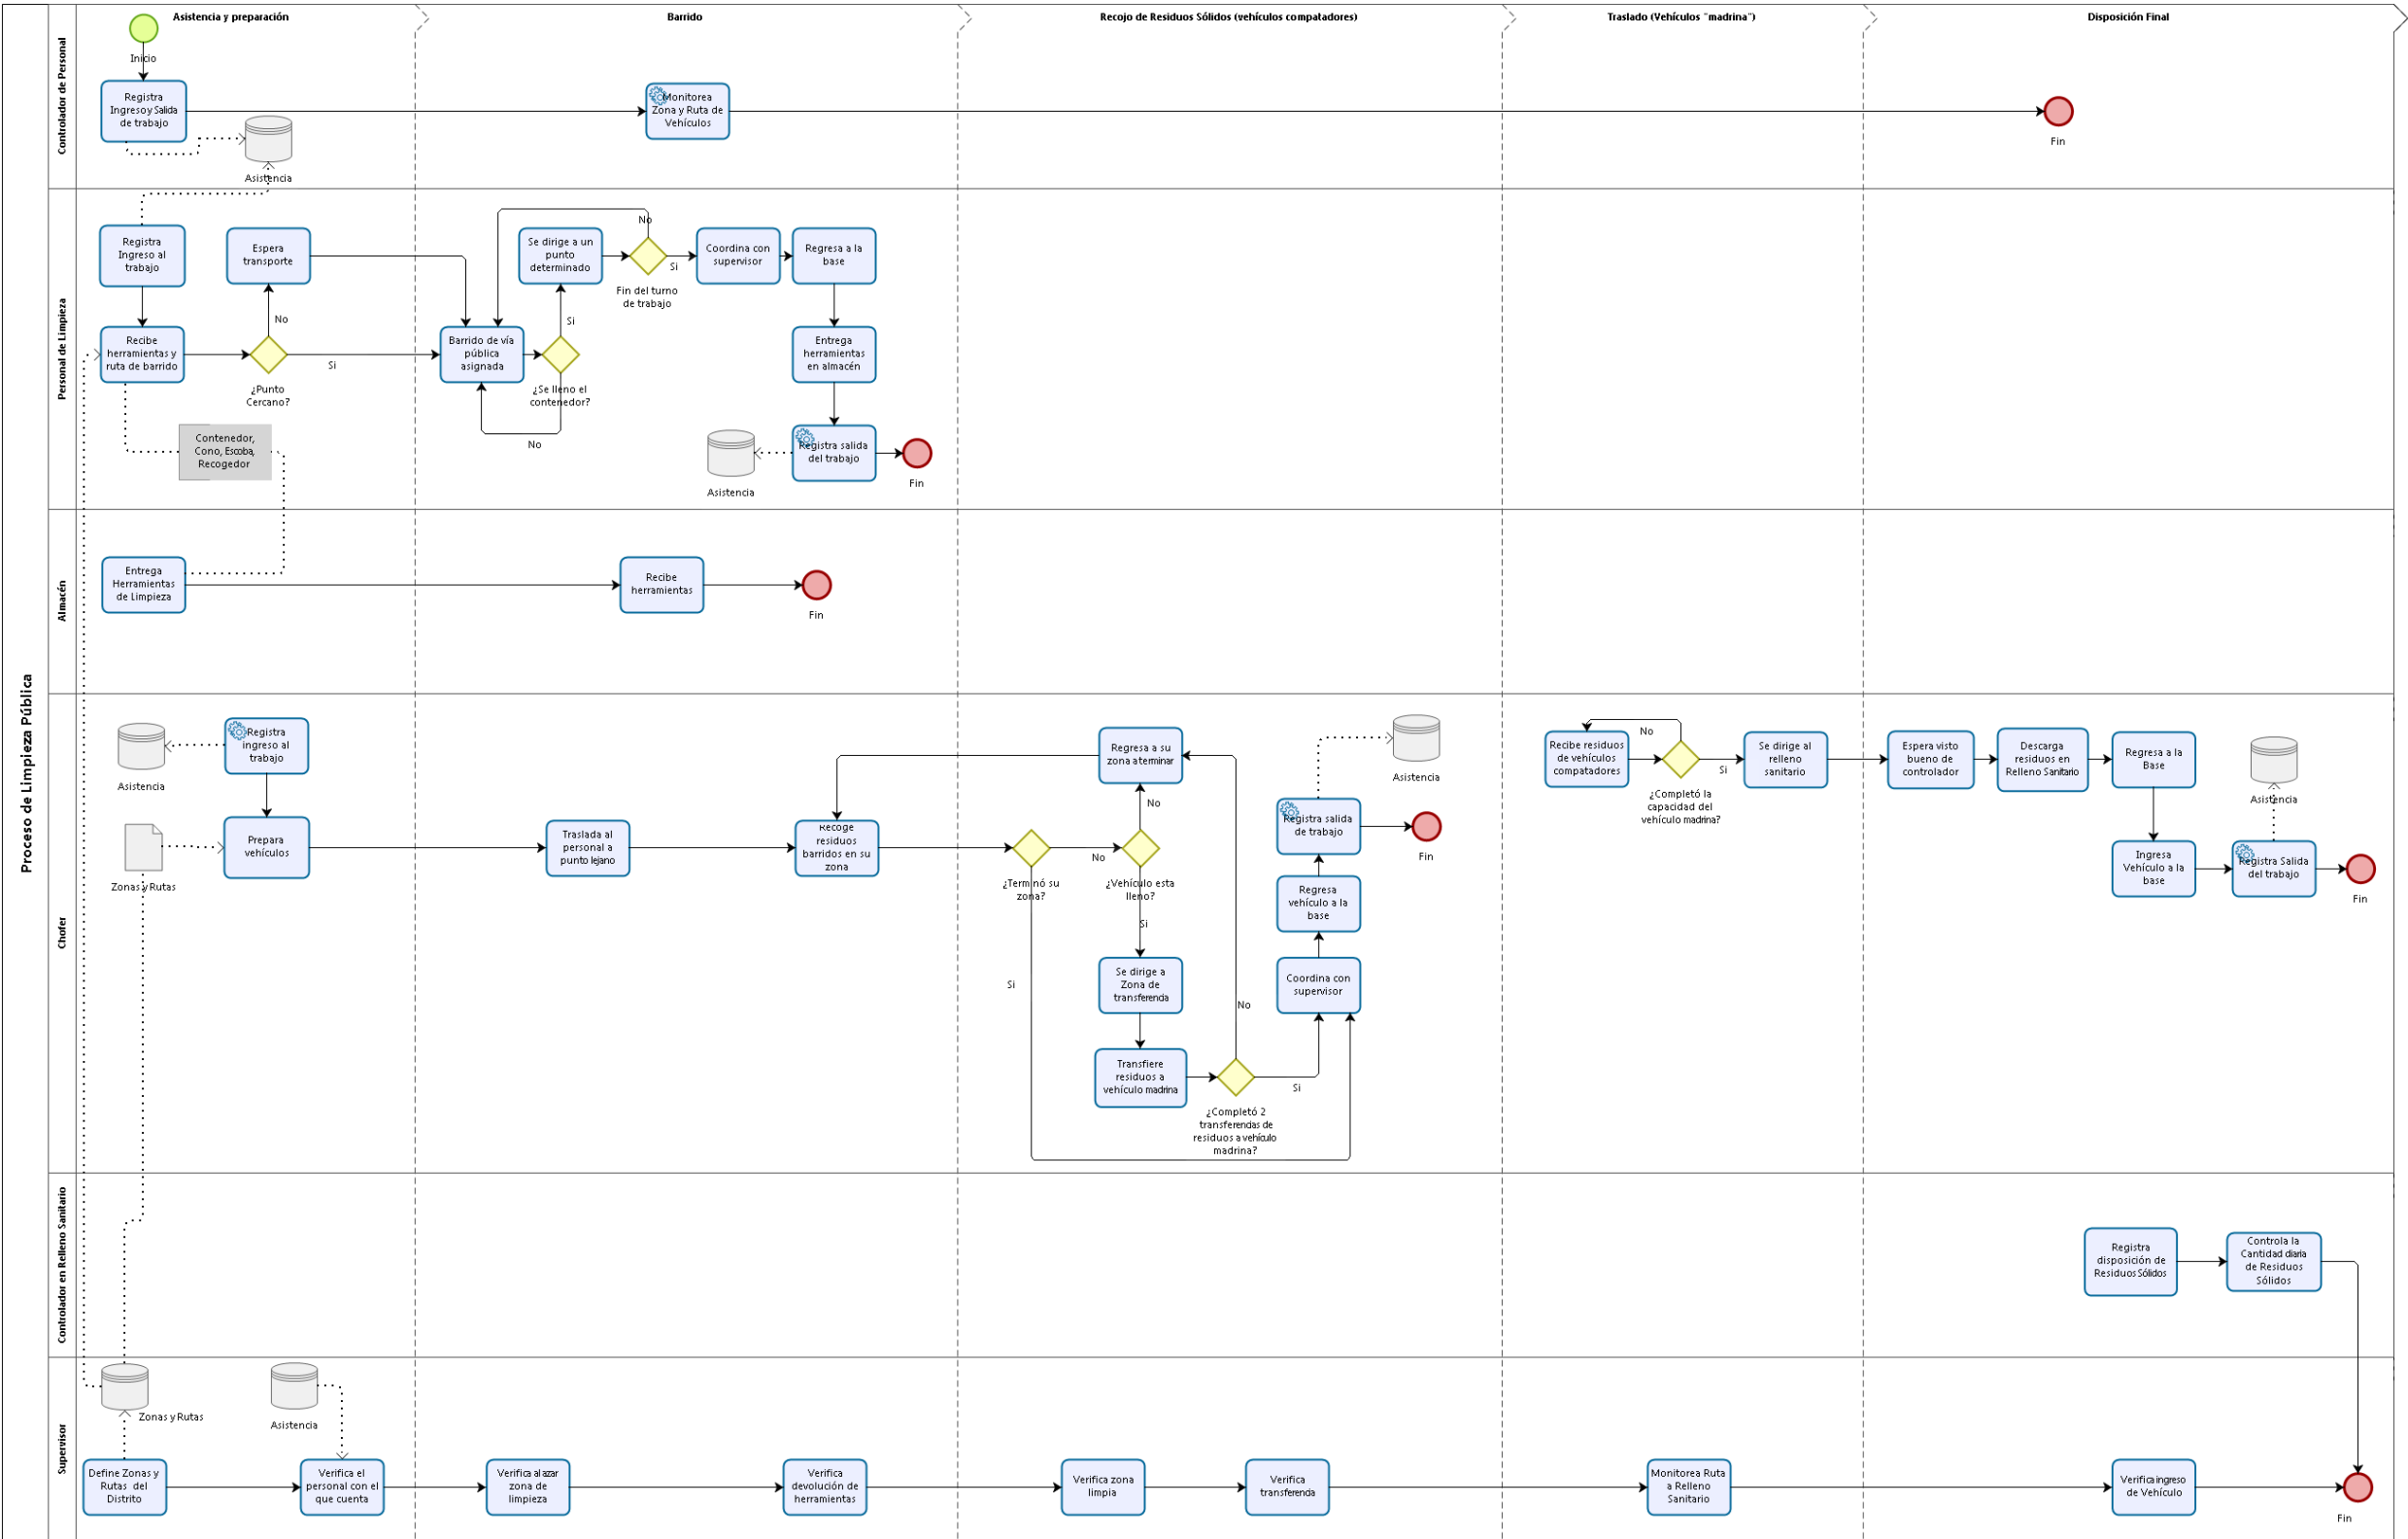 Proceso de Limpieza Pública
Asistencia y preparación
Barrido
Recojo de Residuos Sólidos (vehículos compatadores)
Traslado (Vehículos "madrina")
Disposición Final
Controlador de Personal
Inicio
Registra
Ingreso y Salida
de trabajo
Asistencia
Monitorea
Zona y Ruta de
Vehículos
Fin
Personal de Limpieza
Registra
Ingreso al
trabajo
Espera
transporte
Recibe
herramientas y
ruta de barrido
No
Si
¿Punto
Cercano?
Contenedor,
Cono, Escoba,
Recogedor
Barrido de vía
pública
asignada
Se dirige a un
punto
determinado
Si
¿Se lleno el
contenedor?
No
No
Si
Fin del turno
de trabajo
Coordina con
supervisor
Regresa a la
base
Entrega
herramientas
en almacén
Registra salida
del trabajo
Asistencia
Fin
Almacén
Entrega
Herramientas
de Limpieza
Recibe
herramientas
Fin
Chofer
Asistencia
Registra
ingreso al
trabajo
Zonas y Rutas
Prepara
vehículos
Traslada al
personal a
punto lejano
Recoge
residuos
barridos en su
zona
Regresa a su
zona a terminar
¿Terminó su
zona?
No
Si
¿Vehículo esta
lleno?
No
Si
Se dirige a
Zona de
transferencia
Transfiere
residuos a
vehículo madrina
¿Completó 2
transferencias de
residuos a vehículo
madrina?
No
Si
Coordina con
supervisor
Regresa
vehículo a la
base
Registra salida
de trabajo
Asistencia
Fin
Recibe residuos
de vehículos
compatadores
No
Si
¿Completó la
capacidad del
vehículo madrina?
Se dirige al
relleno
sanitario
Espera visto
bueno de
controlador
Descarga
residuos en
Relleno Sanitario
Regresa a la
Base
Ingresa
Vehículo a la
base
Registra Salida
del trabajo
Asistencia
Fin
Controlador en Relleno Sanitario
Registra
disposición de
Residuos Sólidos
Controla la
Cantidad diaria
de Residuos
Sólidos
Supervisor
Zonas y Rutas
Asistencia
Define Zonas y
Rutas del
Distrito
Verifica el
personal con el
que cuenta
Verifica al azar
zona de
limpieza
Verifica
devolución de
herramientas
Verifica zona
limpia
Verifica
transferencia
Monitorea Ruta
a Relleno
Sanitario
Verifica ingreso
de Vehículo
Fin